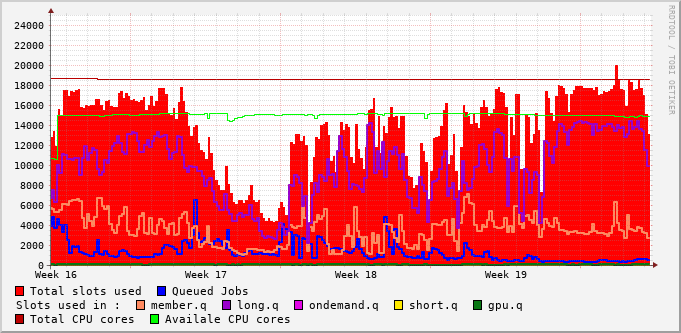 24000
22000
20000
18000
16000
14000
12000
10000
8000
6000
4000
2000
0
Week 16 Week 17 Week 18 Week 19
RRDTOOL / TOBI OETIKER
Total slots used Queued Jobs
Slots used in : member.q long.q ondemand.q short.q gpu.q
Total CPU cores Availale CPU cores